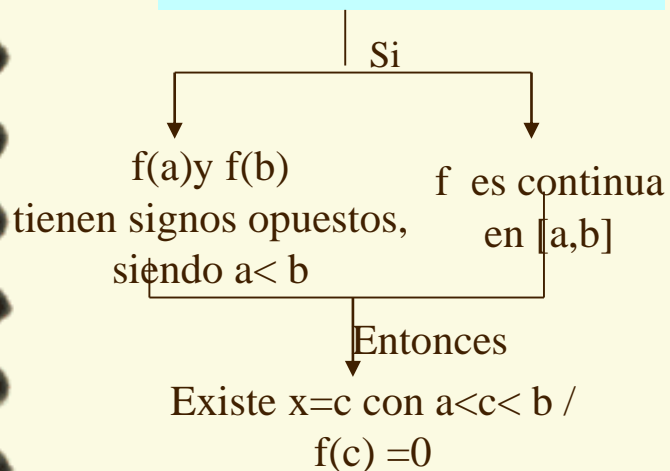 Si
f(a)y f(b)
tienen signos opuestos,
siendo a< b
f es continua
en [a,b]
Entonces
Existe x=c con a<c< b /
f(c) =0